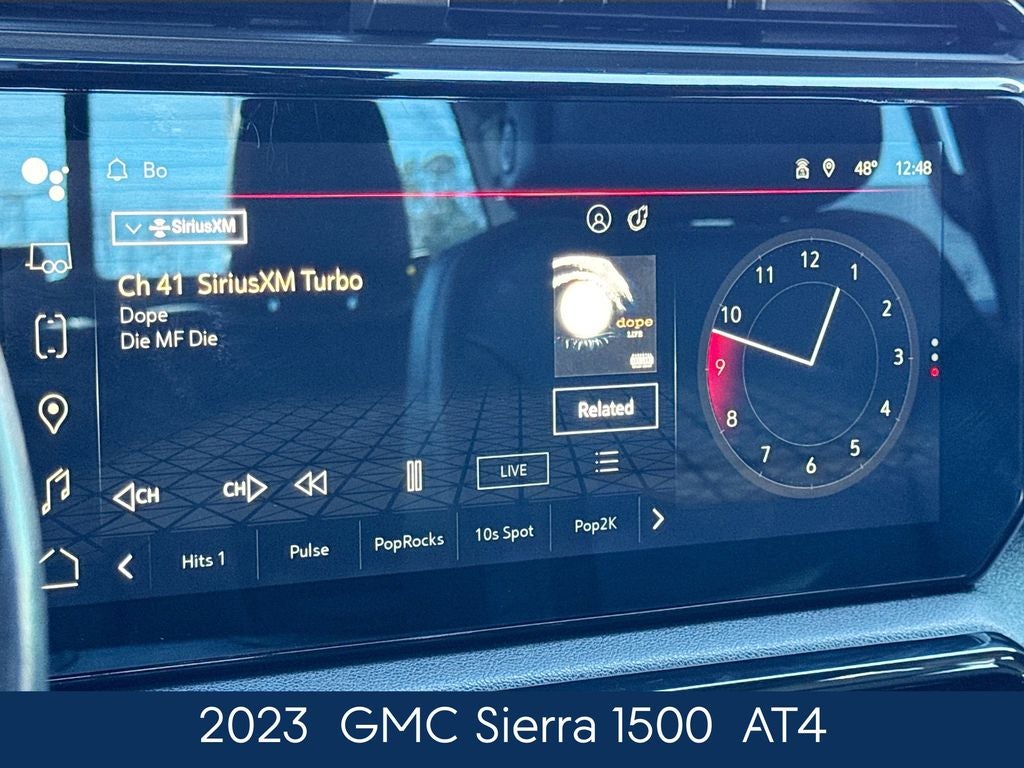 Bo
48° 12:48
SiriusXM
Ch 41 SiriusXM Turbo
Dope
Die MF Die
dope
LIVE
Related
12
1
2
3
4
5
6
7
8
9
10
11
CH
CH
LIVE
Hits 1
Pulse
PopRocks
10s Spot
Pop2K
2023 GMC Sierra 1500 AT4